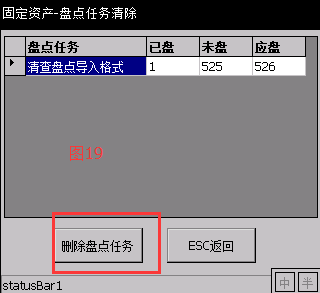 固定资产-盘点任务清除
盘点任务 已盘 未盘 应盘
清查盘点导入格式 1 525 526
图19
删除盘点任务 ESC返回
statusBar1 中 半